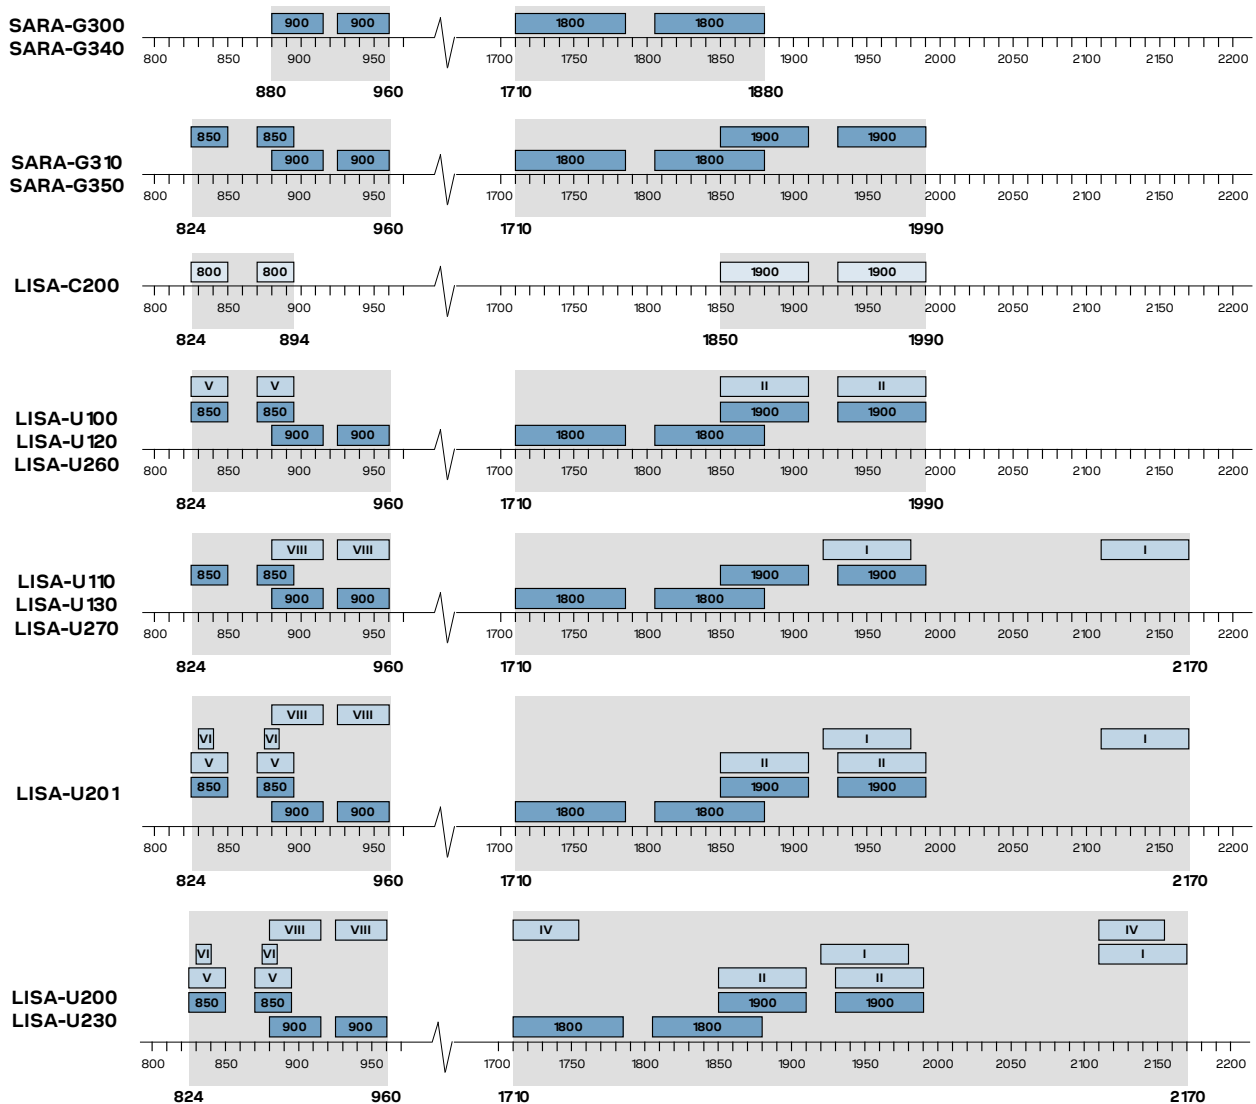 900 900 1800 1800
SARA-G300
SARA-G340
800 850 900 950 1700 1750 1800 1850 1900 1950 2000 2050 2100 2150 2200
880 960 1710 1880
850 850 1900 1900
900 900 1800 1800
SARA-G310
SARA-G350
800 850 900 950 1700 1750 1800 1850 1900 1950 2000 2050 2100 2150 2200
824 960 1710 1990
800 800 1900 1900
LISA-C200
800 850 900 950 1700 1750 1800 1850 1900 1950 2000 2050 2100 2150 2200
824 894 1850 1990
V V II II
850 850 1900 1900
900 900 1800 1800
LISA-U100
LISA-U120
LISA-U260
800 850 900 950 1700 1750 1800 1850 1900 1950 2000 2050 2100 2150 2200
824 960 1710 1990
VIII VIII I I
850 850 1900 1900
900 900 1800 1800
LISA-U110
LISA-U130
LISA-U270
800 850 900 950 1700 1750 1800 1850 1900 1950 2000 2050 2100 2150 2200
824 960 1710 2170
VIII VIII
VI VI I I
V V II II
850 850 1900 1900
900 900 1800 1800
LISA-U201
800 850 900 950 1700 1750 1800 1850 1900 1950 2000 2050 2100 2150 2200
824 960 1710 2170
VIII VIII IV IV
VI VI I I
V V II II
850 850 1900 1900
900 900 1800 1800
LISA-U200
LISA-U230
800 850 900 950 1700 1750 1800 1850 1900 1950 2000 2050 2100 2150 2200
824 960 1710 2170